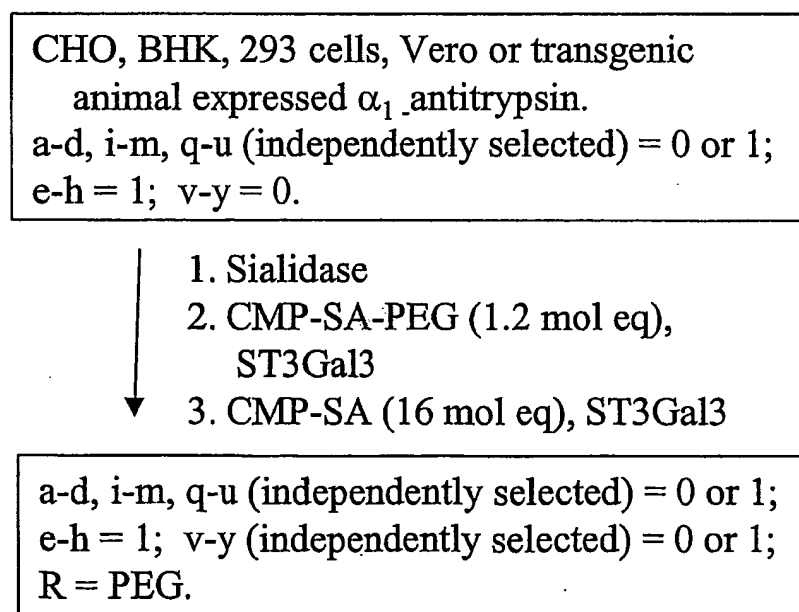 CHO, BHK, 293 cells, Vero or transgenic
animal expressed α₁_antitrypsin.
a-d, i-m, q-u (independently selected) = 0 or 1;
e-h = 1; v-y = 0.
1. Sialidase
2. CMP-SA-PEG (1.2 mol eq),
ST3Gal3
3. CMP-SA (16 mol eq), ST3Gal3
a-d, i-m, q-u (independently selected) = 0 or 1;
e-h = 1; v-y (independently selected) = 0 or 1;
R = PEG.